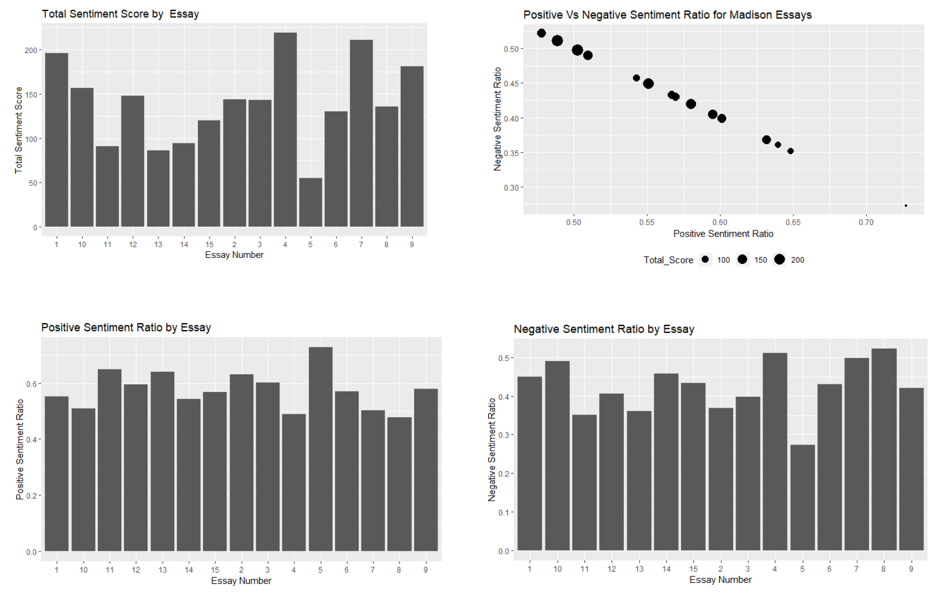 Total Sentiment Score by  Essay
Total Sentiment Score
200
150
100
50
0
1 10 11 12 13 14 15 2 3 4 5 6 7 8 9
Essay Number
Positive Vs Negative Sentiment Ratio for Madison Essays
Negative Sentiment Ratio
0.50
0.45
0.40
0.35
0.30
0.50 0.55 0.60 0.65 0.70
Positive Sentiment Ratio
Total_Score 100 150 200
Positive Sentiment Ratio by Essay
Positive Sentiment Ratio
0.6
0.4
0.2
0.0
1 10 11 12 13 14 15 2 3 4 5 6 7 8 9
Essay Number
Negative Sentiment Ratio by Essay
Negative Sentiment Ratio
0.5
0.4
0.3
0.2
0.1
0.0
1 10 11 12 13 14 15 2 3 4 5 6 7 8 9
Essay Number